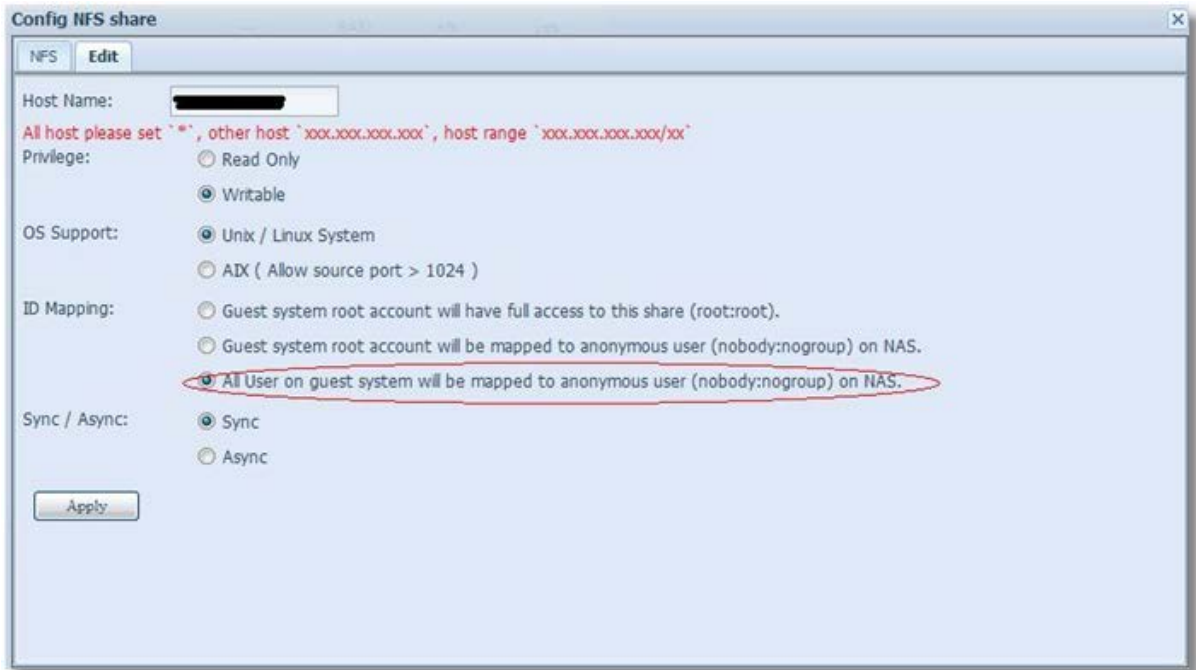 Config NFS share
NFS Edit
Host Name:
All host please set `*`, other host `xxx.xxx.xxx.xxx`, host range `xxx.xxx.xxx.xxx/xx`
Privilege: Read Only
Writable
OS Support: Unix / Linux System
AIX ( Allow source port > 1024 )
ID Mapping: Guest system root account will have full access to this share (root:root).
Guest system root account will be mapped to anonymous user (nobody:nogroup) on NAS.
All User on guest system will be mapped to anonymous user (nobody:nogroup) on NAS.
Sync / Async: Sync
Async
Apply